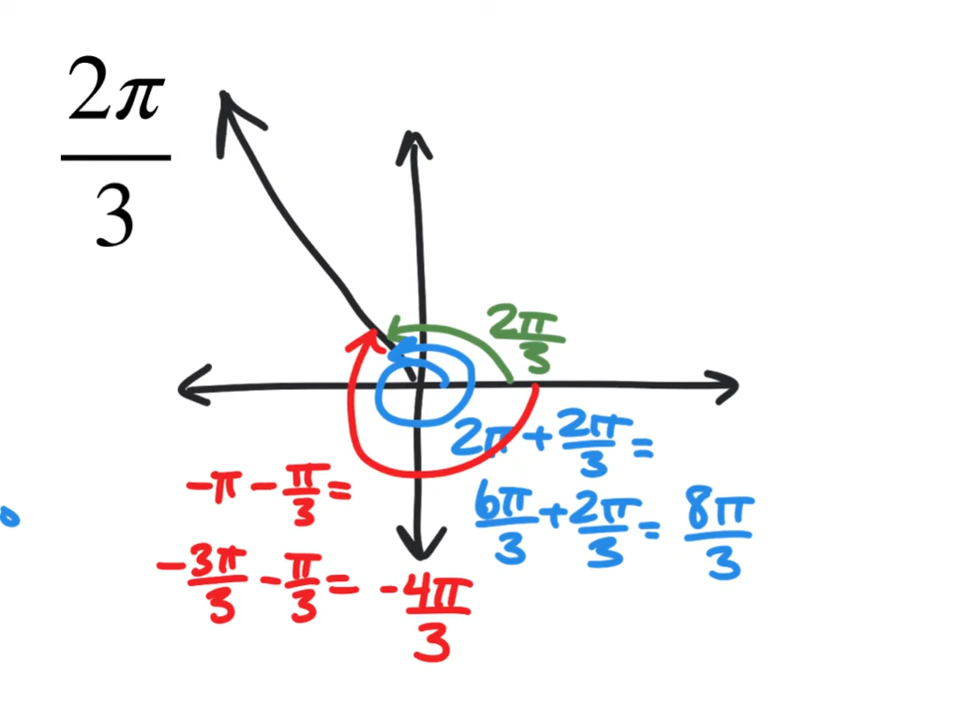 2π/3
2π/3
2π + 2π/3 =
6π/3 + 2π/3 = 8π/3
-π - π/3 =
-3π/3 - π/3 = -4π/3